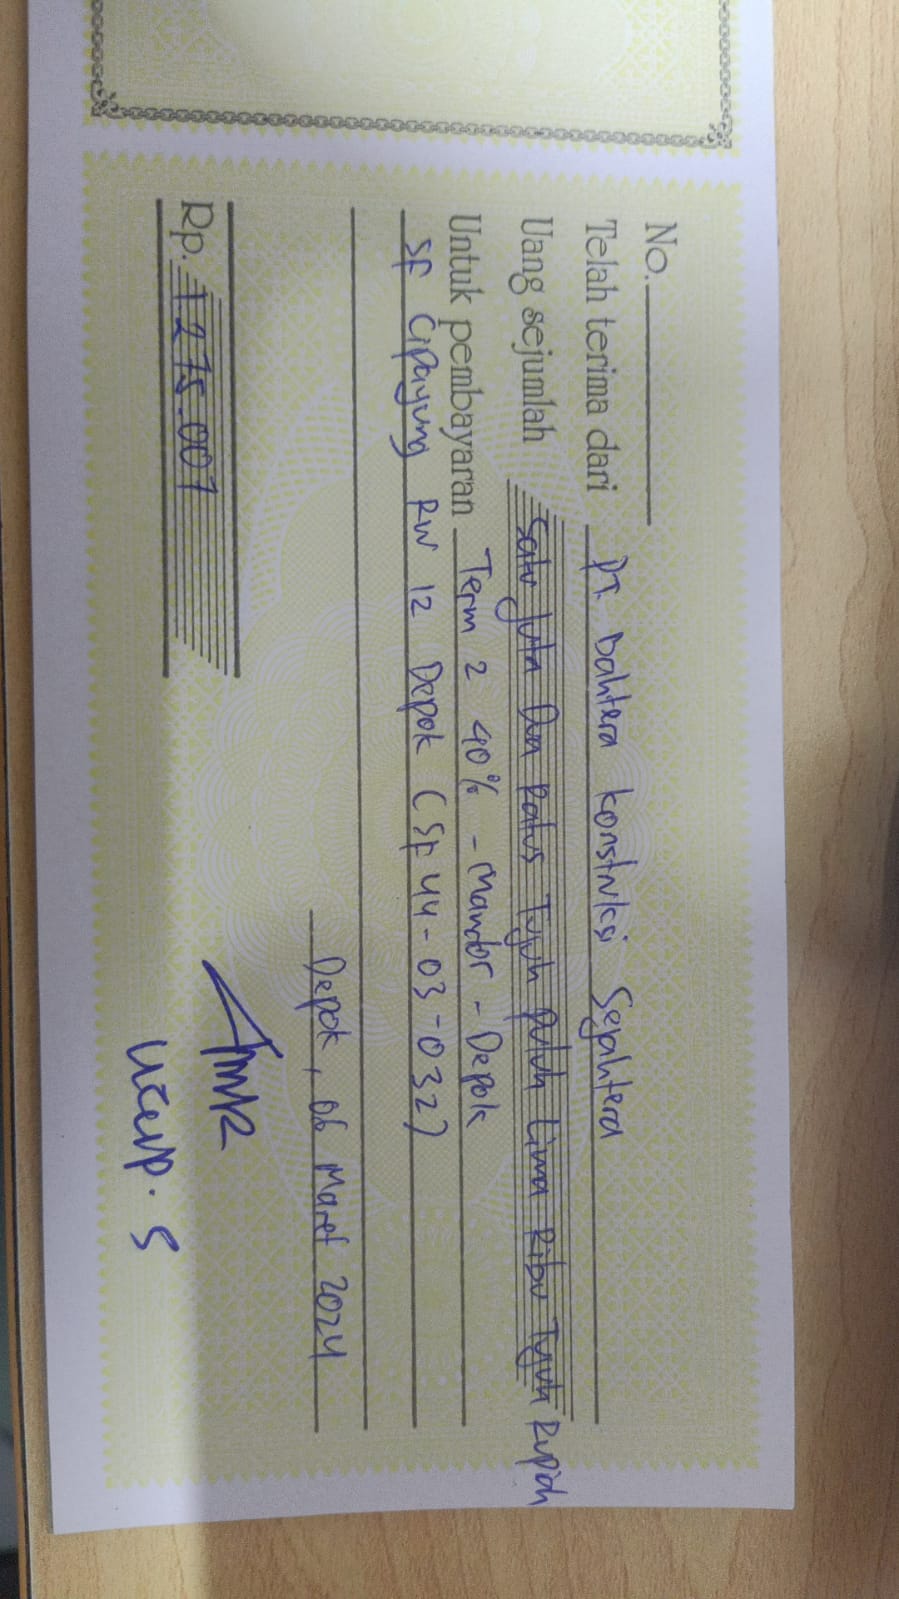 No.
Telah terima dari PT. Bahtera konstruksi Sejahtera
Uang sejumlah Satu juta Dua Ratus Tujuh puluh Lima Ribu Tujuh Rupiah
Untuk pembayaran Term 2 40% - Mandor - Depok
SF Cipayung RW 12 Depok (SF 44-03-032)
Depok, 06 Maret 2024
Rp. 1.275.007
Ucup. S